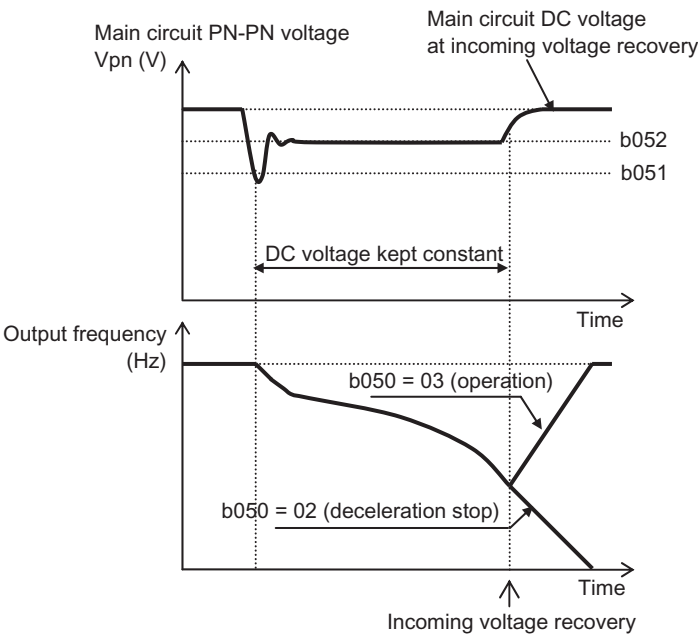 Main circuit PN-PN voltage
Vpn (V)
Main circuit DC voltage
at incoming voltage recovery
b052
b051
DC voltage kept constant
Time
Output frequency
(Hz)
b050 = 03 (operation)
b050 = 02 (deceleration stop)
Time
Incoming voltage recovery